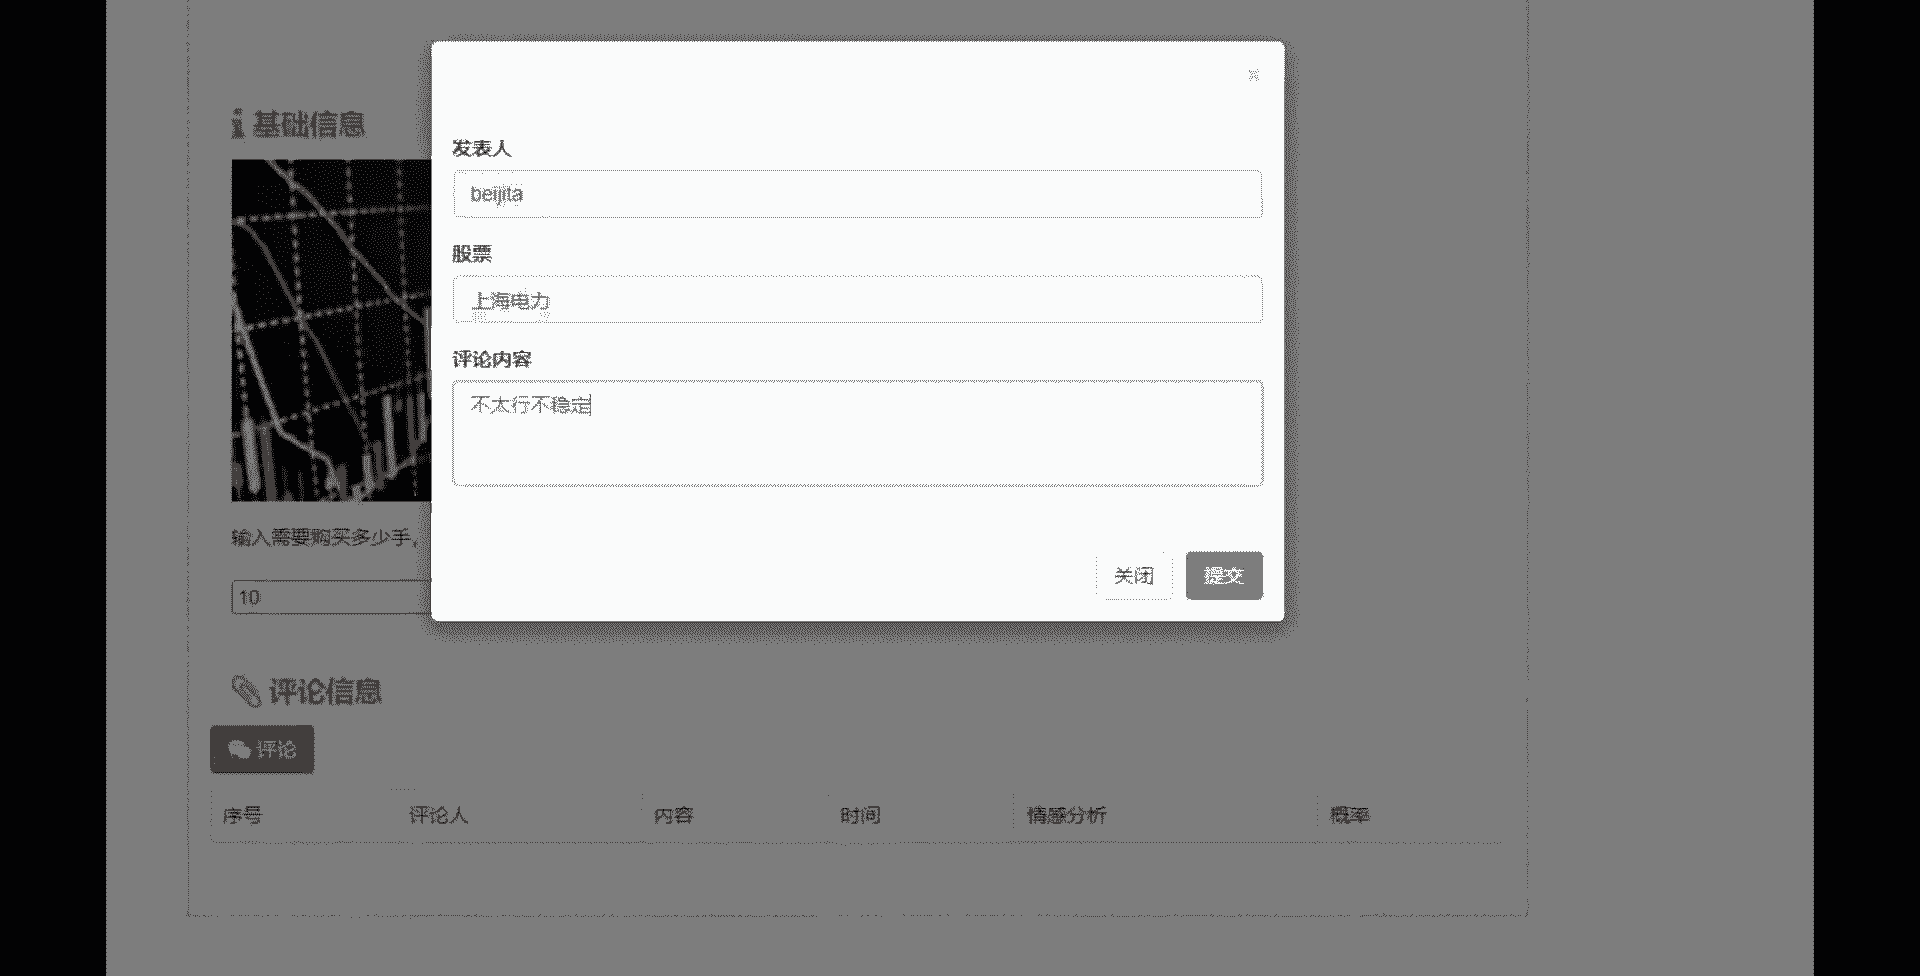 ×
基础信息
发表人
beijita
股票
上海电力
评论内容
不太行不稳定
关闭 提交
输入需要购买多少手,
10
评论信息
评论
序号 评论人 内容 时间 情感分析 概率